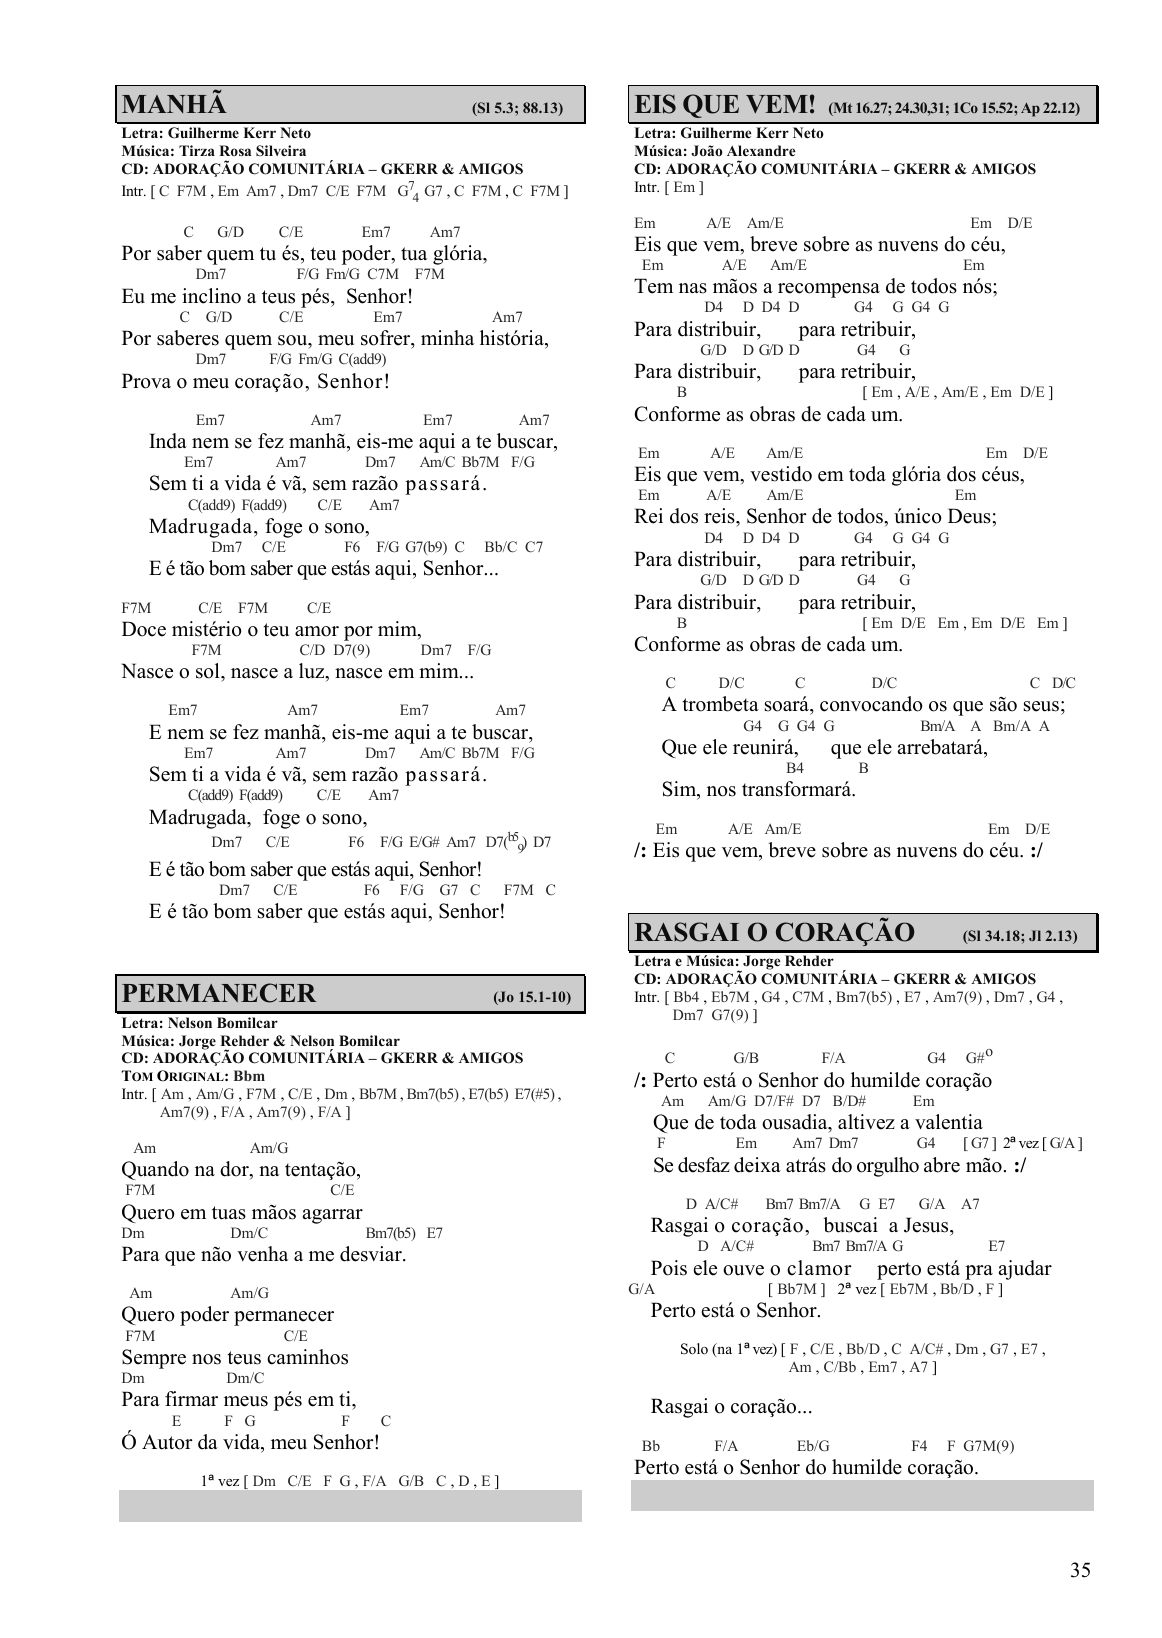 MANHÃ (Sl 5.3; 88.13)
Letra: Guilherme Kerr Neto
Música: Tirza Rosa Silveira
CD: ADORAÇÃO COMUNITÁRIA – GKERR & AMIGOS
Intr. [ C F7M , Em Am7 , Dm7 C/E F7M G7 4 G7 , C F7M , C F7M ]
C G/D C/E Em7 Am7
Por saber quem tu és, teu poder, tua glória,
Dm7 F/G Fm/G C7M F7M
Eu me inclino a teus pés, Senhor!
C G/D C/E Em7 Am7
Por saberes quem sou, meu sofrer, minha história,
Dm7 F/G Fm/G C(add9)
Prova o meu coração, Senhor!
Em7 Am7 Em7 Am7
Inda nem se fez manhã, eis-me aqui a te buscar,
Em7 Am7 Dm7 Am/C Bb7M F/G
Sem ti a vida é vã, sem razão passará.
C(add9) F(add9) C/E Am7
Madrugada, foge o sono,
Dm7 C/E F6 F/G G7(b9) C Bb/C C7
E é tão bom saber que estás aqui, Senhor...
F7M C/E F7M C/E
Doce mistério o teu amor por mim,
F7M C/D D7(9) Dm7 F/G
Nasce o sol, nasce a luz, nasce em mim...
Em7 Am7 Em7 Am7
E nem se fez manhã, eis-me aqui a te buscar,
Em7 Am7 Dm7 Am/C Bb7M F/G
Sem ti a vida é vã, sem razão passará.
C(add9) F(add9) C/E Am7
Madrugada, foge o sono,
Dm7 C/E F6 F/G E/G# Am7 D7(b5 9) D7
E é tão bom saber que estás aqui, Senhor!
Dm7 C/E F6 F/G G7 C F7M C
E é tão bom saber que estás aqui, Senhor!
PERMANECER (Jo 15.1-10)
Letra: Nelson Bomilcar
Música: Jorge Rehder & Nelson Bomilcar
CD: ADORAÇÃO COMUNITÁRIA – GKERR & AMIGOS
TOM ORIGINAL: Bbm
Intr. [ Am , Am/G , F7M , C/E , Dm , Bb7M , Bm7(b5) , E7(b5) E7(#5) ,
Am7(9) , F/A , Am7(9) , F/A ]
Am Am/G
Quando na dor, na tentação,
F7M C/E
Quero em tuas mãos agarrar
Dm Dm/C Bm7(b5) E7
Para que não venha a me desviar.
Am Am/G
Quero poder permanecer
F7M C/E
Sempre nos teus caminhos
Dm Dm/C
Para firmar meus pés em ti,
E F G F C
Ó Autor da vida, meu Senhor!
1ª vez [ Dm C/E F G , F/A G/B C , D , E ]
EIS QUE VEM! (Mt 16.27; 24.30,31; 1Co 15.52; Ap 22.12)
Letra: Guilherme Kerr Neto
Música: João Alexandre
CD: ADORAÇÃO COMUNITÁRIA – GKERR & AMIGOS
Intr. [ Em ]
Em A/E Am/E Em D/E
Eis que vem, breve sobre as nuvens do céu,
Em A/E Am/E Em
Tem nas mãos a recompensa de todos nós;
D4 D D4 D G4 G G4 G
Para distribuir, para retribuir,
G/D D G/D D G4 G
Para distribuir, para retribuir,
B [ Em , A/E , Am/E , Em D/E ]
Conforme as obras de cada um.
Em A/E Am/E Em D/E
Eis que vem, vestido em toda glória dos céus,
Em A/E Am/E Em
Rei dos reis, Senhor de todos, único Deus;
D4 D D4 D G4 G G4 G
Para distribuir, para retribuir,
G/D D G/D D G4 G
Para distribuir, para retribuir,
B [ Em D/E Em , Em D/E Em ]
Conforme as obras de cada um.
C D/C C D/C C D/C
A trombeta soará, convocando os que são seus;
G4 G G4 G Bm/A A Bm/A A
Que ele reunirá, que ele arrebatará,
B4 B
Sim, nos transformará.
Em A/E Am/E Em D/E
/: Eis que vem, breve sobre as nuvens do céu. :/
RASGAI O CORAÇÃO (Sl 34.18; Jl 2.13)
Letra e Música: Jorge Rehder
CD: ADORAÇÃO COMUNITÁRIA – GKERR & AMIGOS
Intr. [ Bb4 , Eb7M , G4 , C7M , Bm7(b5) , E7 , Am7(9) , Dm7 , G4 ,
Dm7 G7(9) ]
C G/B F/A G4 G#º
/: Perto está o Senhor do humilde coração
Am Am/G D7/F# D7 B/D# Em
Que de toda ousadia, altivez a valentia
F Em Am7 Dm7 G4 [ G7 ] 2ª vez [ G/A ]
Se desfaz deixa atrás do orgulho abre mão. :/
D A/C# Bm7 Bm7/A G E7 G/A A7
Rasgai o coração, buscai a Jesus,
D A/C# Bm7 Bm7/A G E7
Pois ele ouve o clamor perto está pra ajudar
G/A [ Bb7M ] 2ª vez [ Eb7M , Bb/D , F ]
Perto está o Senhor.
Solo (na 1ª vez) [ F , C/E , Bb/D , C A/C# , Dm , G7 , E7 ,
Am , C/Bb , Em7 , A7 ]
Rasgai o coração...
Bb F/A Eb/G F4 F G7M(9)
Perto está o Senhor do humilde coração.
35